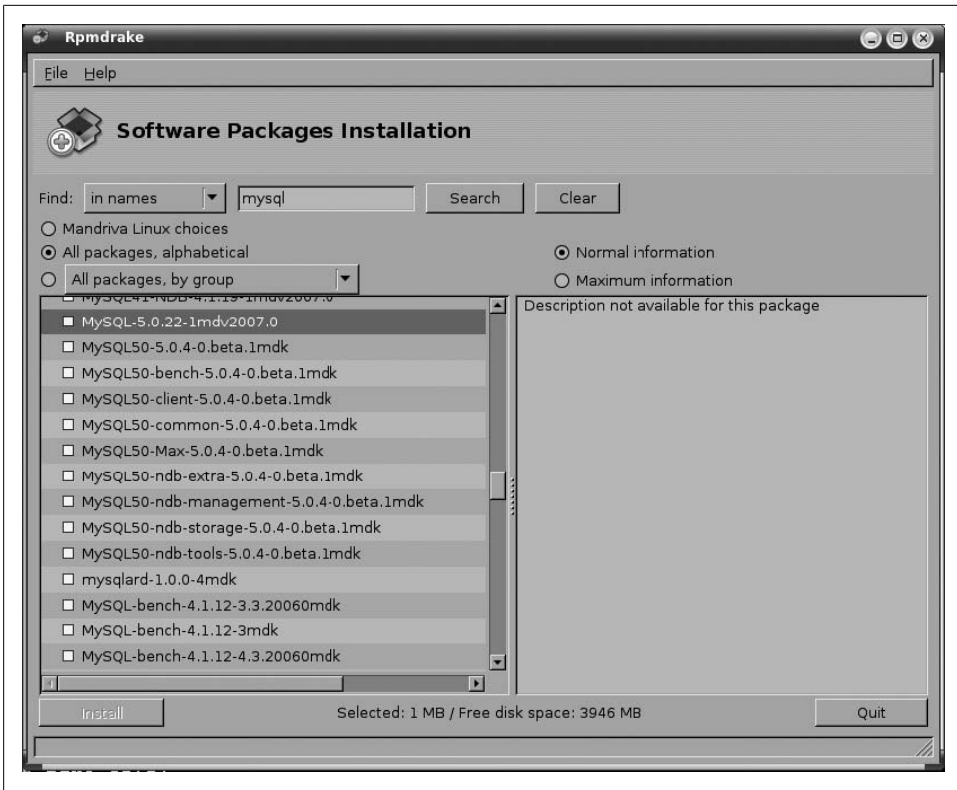 Rpmdrake
File Help
Software Packages Installation
Find: in names mysql Search Clear
Mandriva Linux choices
All packages, alphabetical
All packages, by group
Normal information
Maximum information
MySQL41-NDB-4.1.19-1mdv2007.0
MySQL-5.0.22-1mdv2007.0
MySQL50-5.0.4-0.beta.1mdk
MySQL50-bench-5.0.4-0.beta.1mdk
MySQL50-client-5.0.4-0.beta.1mdk
MySQL50-common-5.0.4-0.beta.1mdk
MySQL50-Max-5.0.4-0.beta.1mdk
MySQL50-ndb-extra-5.0.4-0.beta.1mdk
MySQL50-ndb-management-5.0.4-0.beta.1mdk
MySQL50-ndb-storage-5.0.4-0.beta.1mdk
MySQL50-ndb-tools-5.0.4-0.beta.1mdk
mysqlard-1.0.0-4mdk
MySQL-bench-4.1.12-3.3.20060mdk
MySQL-bench-4.1.12-3mdk
MySQL-bench-4.1.12-4.3.20060mdk
Description not available for this package
Install
Selected: 1 MB / Free disk space: 3946 MB
Quit